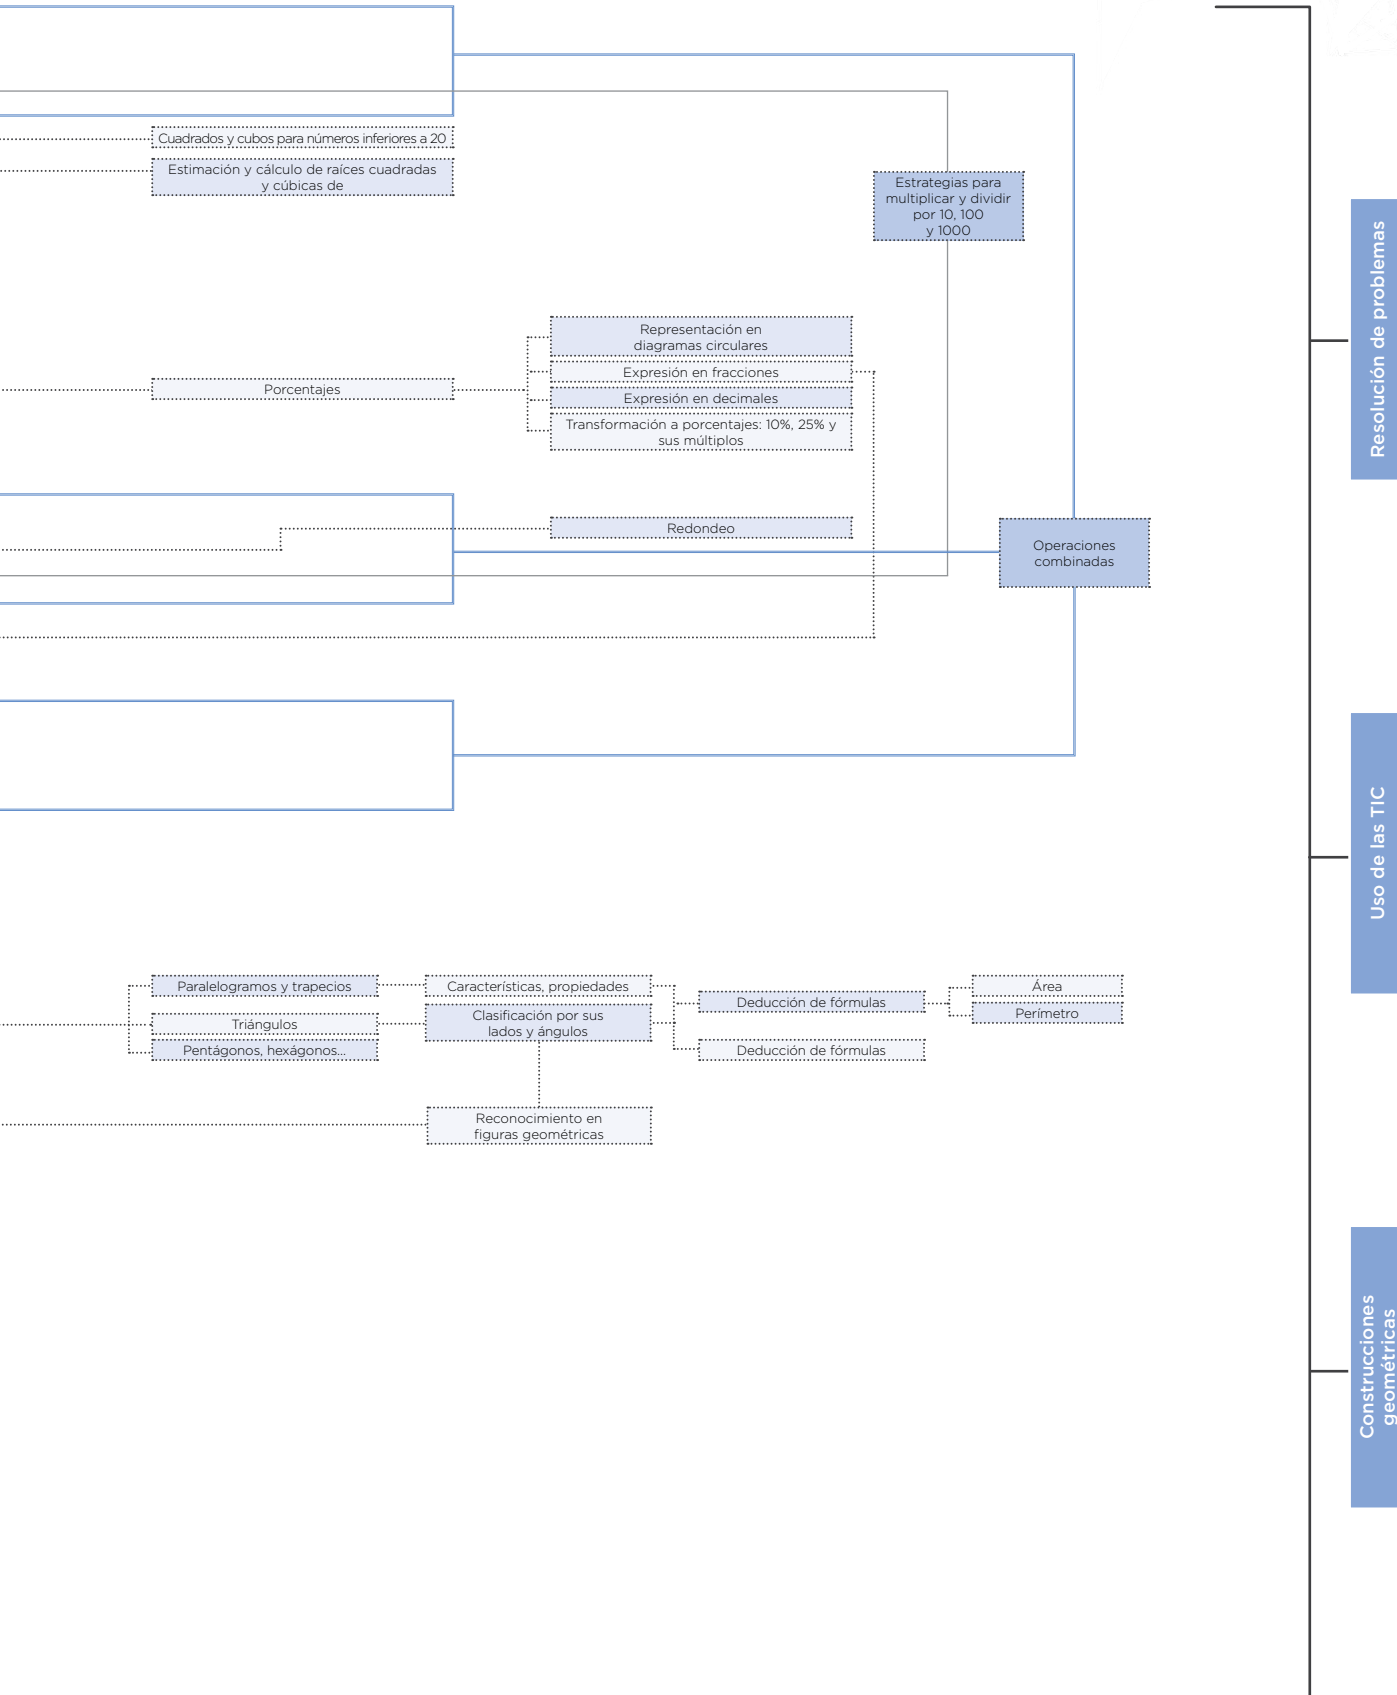 Cuadrados y cubos para números inferiores a 20
Estimación y cálculo de raíces cuadradas
y cúbicas de
Estrategias para
multiplicar y dividir
por 10, 100
y 1000
Representación en
diagramas circulares
Expresión en fracciones
Porcentajes
Expresión en decimales
Transformación a porcentajes: 10%, 25% y
sus múltiplos
Redondeo
Operaciones
combinadas
Paralelogramos y trapecios
Características, propiedades
Área
Deducción de fórmulas
Clasificación por sus
lados y ángulos
Perímetro
Triángulos
Pentágonos, hexágonos...
Deducción de fórmulas
Reconocimiento en
figuras geométricas
Resolución de problemas
Uso de las TIC
Construcciones
geométricas